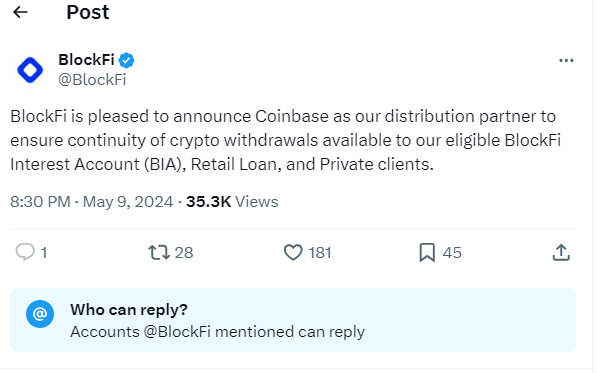 Post
BlockFi
@BlockFi
BlockFi is pleased to announce Coinbase as our distribution partner to
ensure continuity of crypto withdrawals available to our eligible BlockFi
Interest Account (BIA), Retail Loan, and Private clients.
8:30 PM · May 9, 2024 · 35.3K Views
1 28 181 45
@ Who can reply?
Accounts @BlockFi mentioned can reply